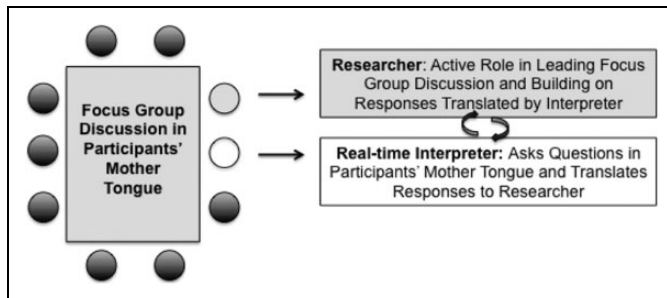 Focus Group
Discussion in
Participants'
Mother
Tongue
Researcher: Active Role in Leading Focus
Group Discussion and Building on
Responses Translated by Interpreter
Real-time Interpreter: Asks Questions in
Participants' Mother Tongue and Translates
Responses to Researcher